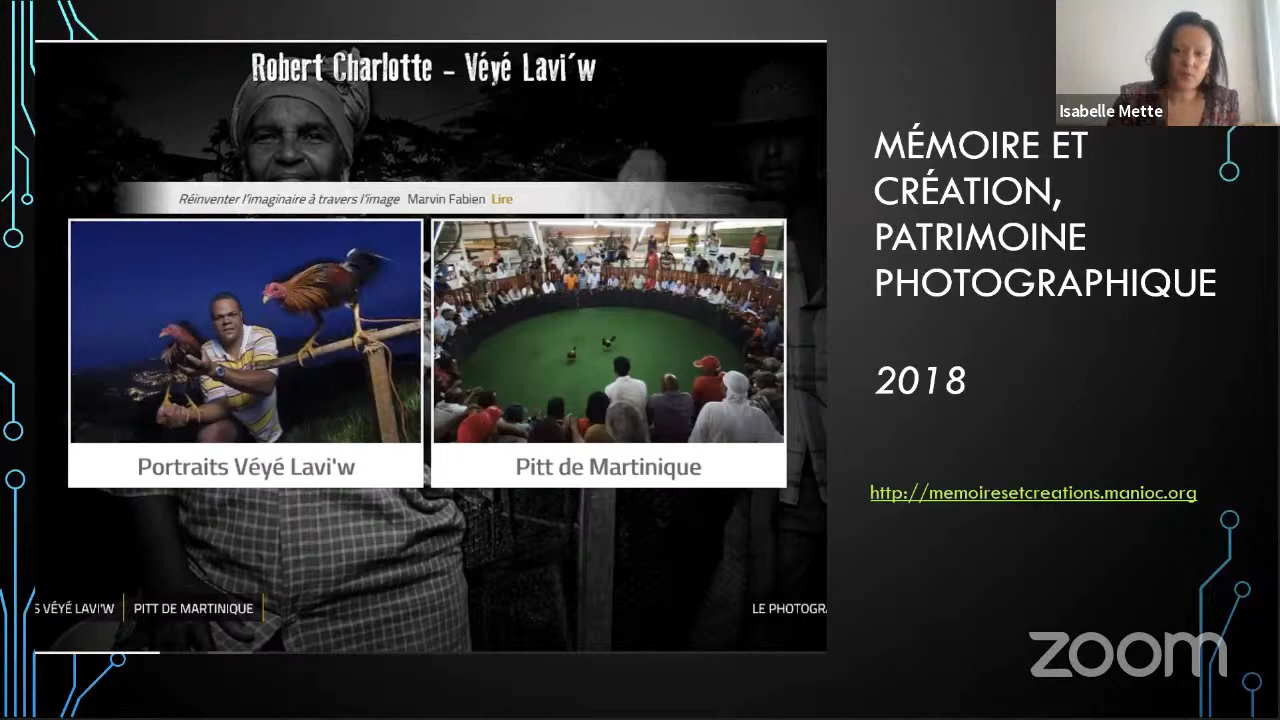 Robert Charlotte - Véyé Lavi´w
Réinventer l'imaginaire à travers l'image Marvin Fabien Lire
Portraits Véyé Lavi'w
Pitt de Martinique
S VÉYÉ LAVI'W
PITT DE MARTINIQUE
LE PHOTOGRA
Isabelle Mette
MÉMOIRE ET
CRÉATION,
PATRIMOINE
PHOTOGRAPHIQUE
2018
http://memoiresetcreations.manioc.org
zoom